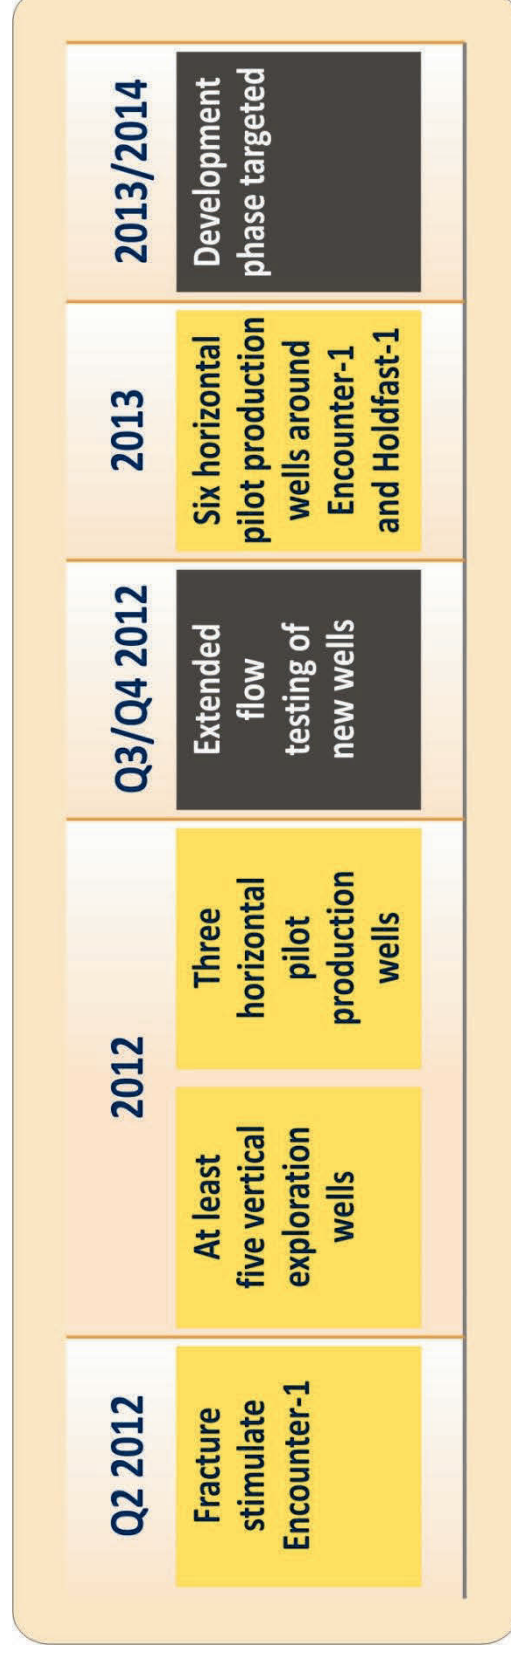 Q2 2012
Fracture
stimulate
Encounter-1
2012
At least
five vertical
exploration
wells
Three
horizontal
pilot
production
wells
Q3/Q4 2012
Extended
flow
testing of
new wells
2013
Six horizontal
pilot production
wells around
Encounter-1
and Holdfast-1
2013/2014
Development
phase targeted